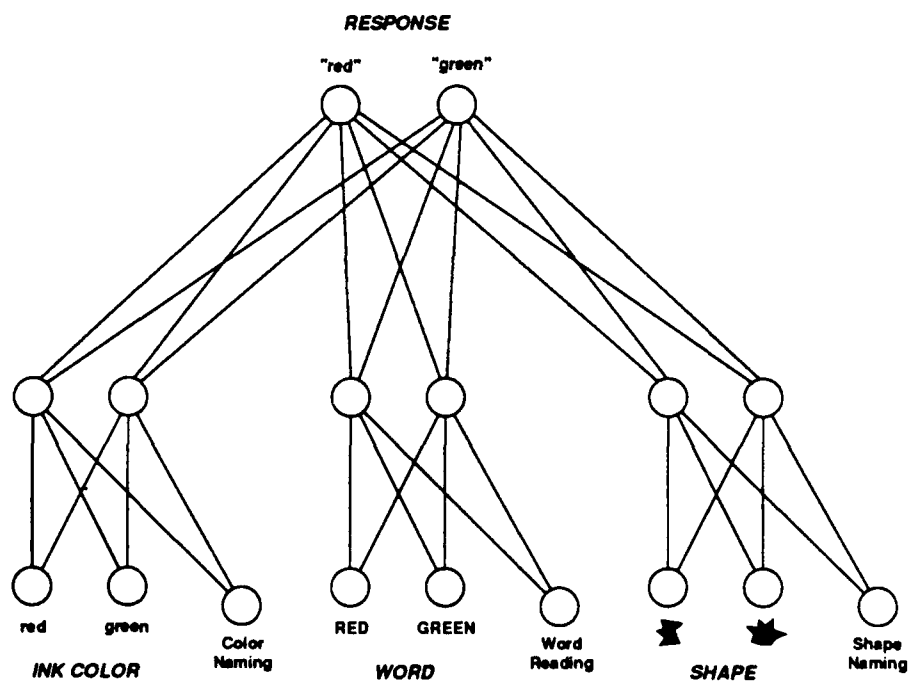 RESPONSE
"red" "green"
red green
Color
Naming
INK COLOR
RED GREEN
Word
Reading
WORD
Shape
Naming
SHAPE